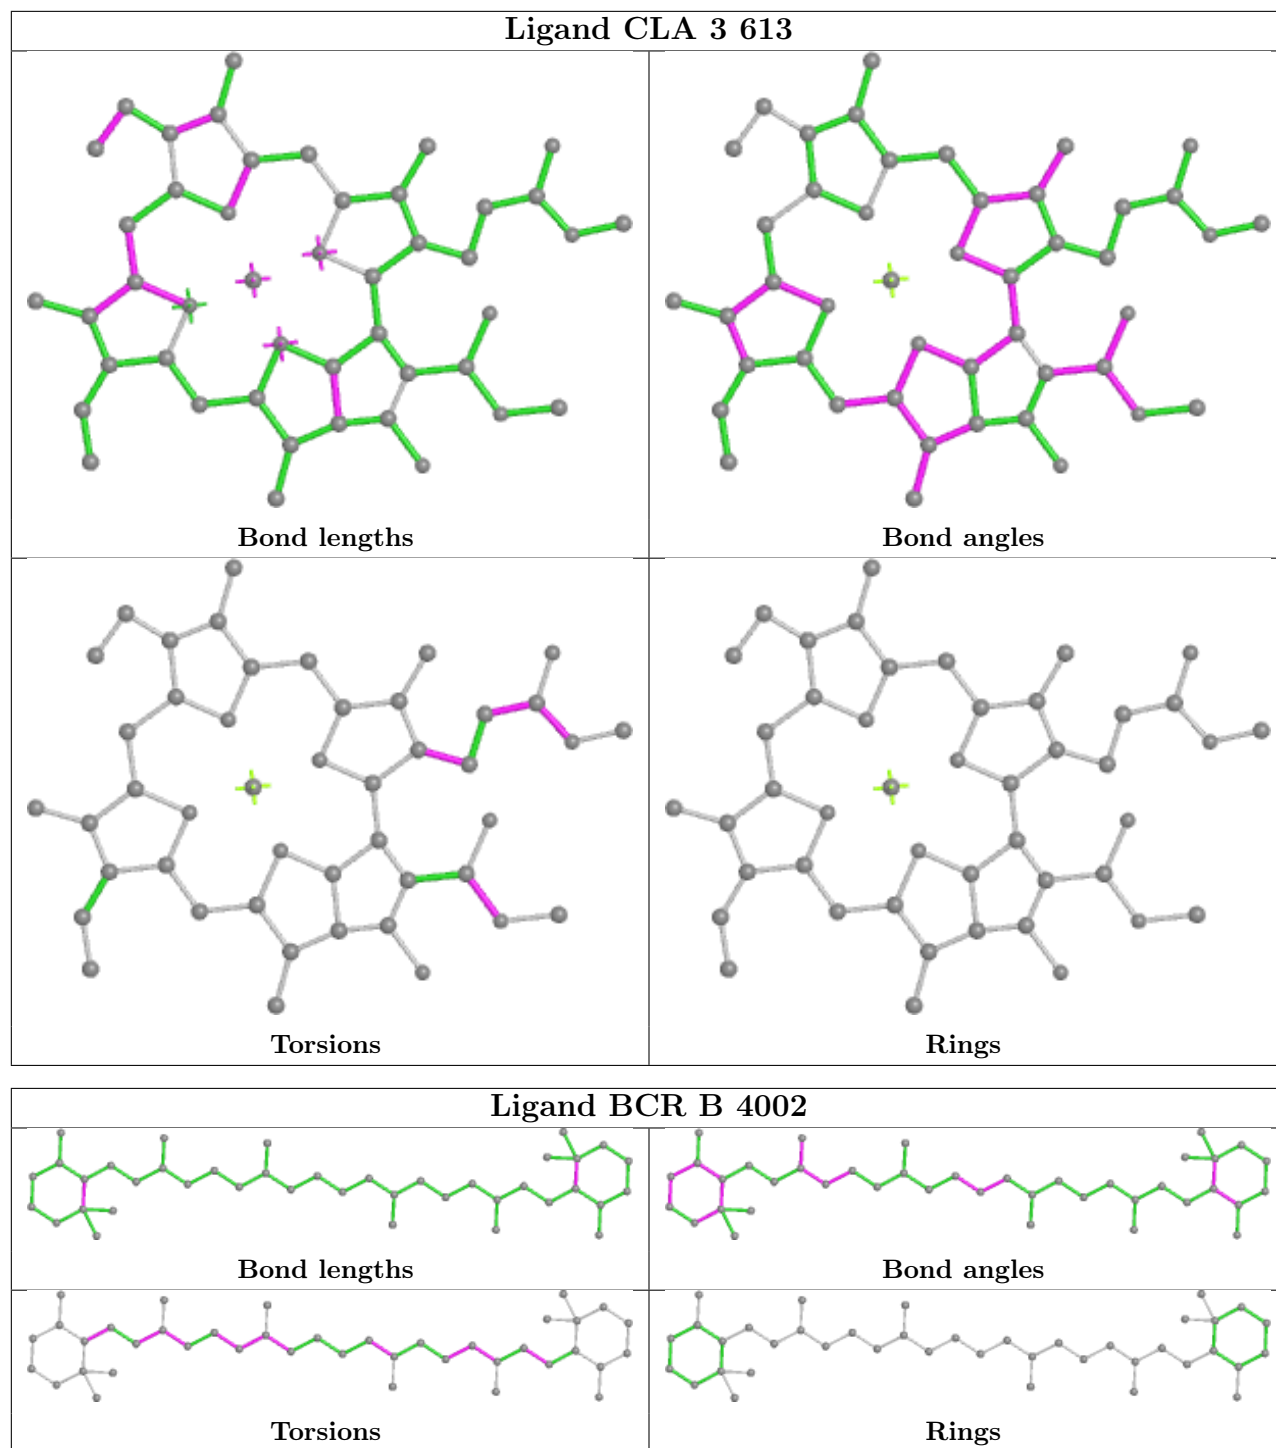 Ligand CLA 3 613
Bond lengths
Bond angles
Torsions
Rings
Ligand BCR B 4002
Bond lengths
Bond angles
Torsions
Rings